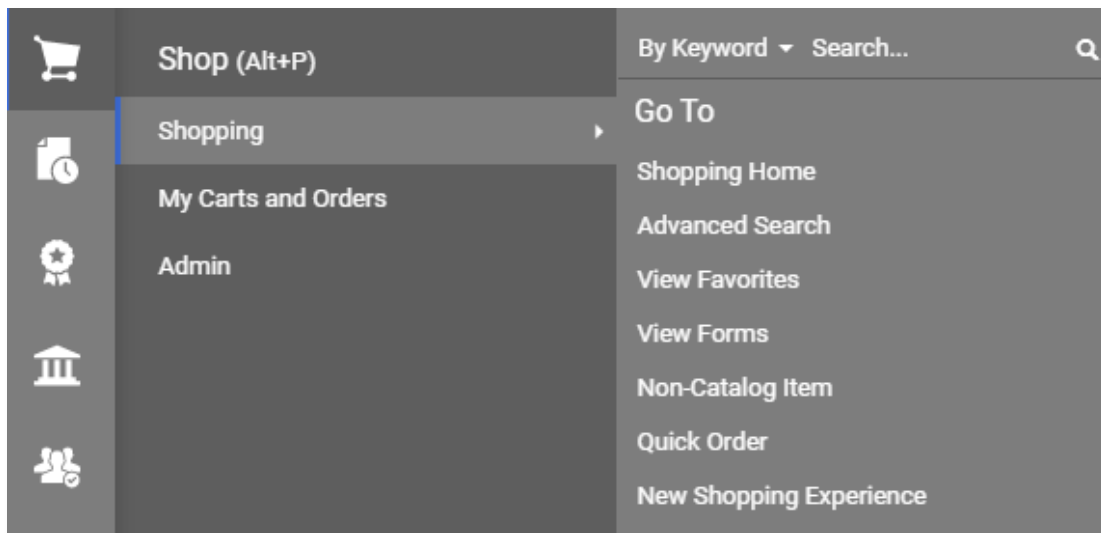 Shop (Alt+P)
Shopping
My Carts and Orders
Admin
By Keyword Search...
Go To
Shopping Home
Advanced Search
View Favorites
View Forms
Non-Catalog Item
Quick Order
New Shopping Experience